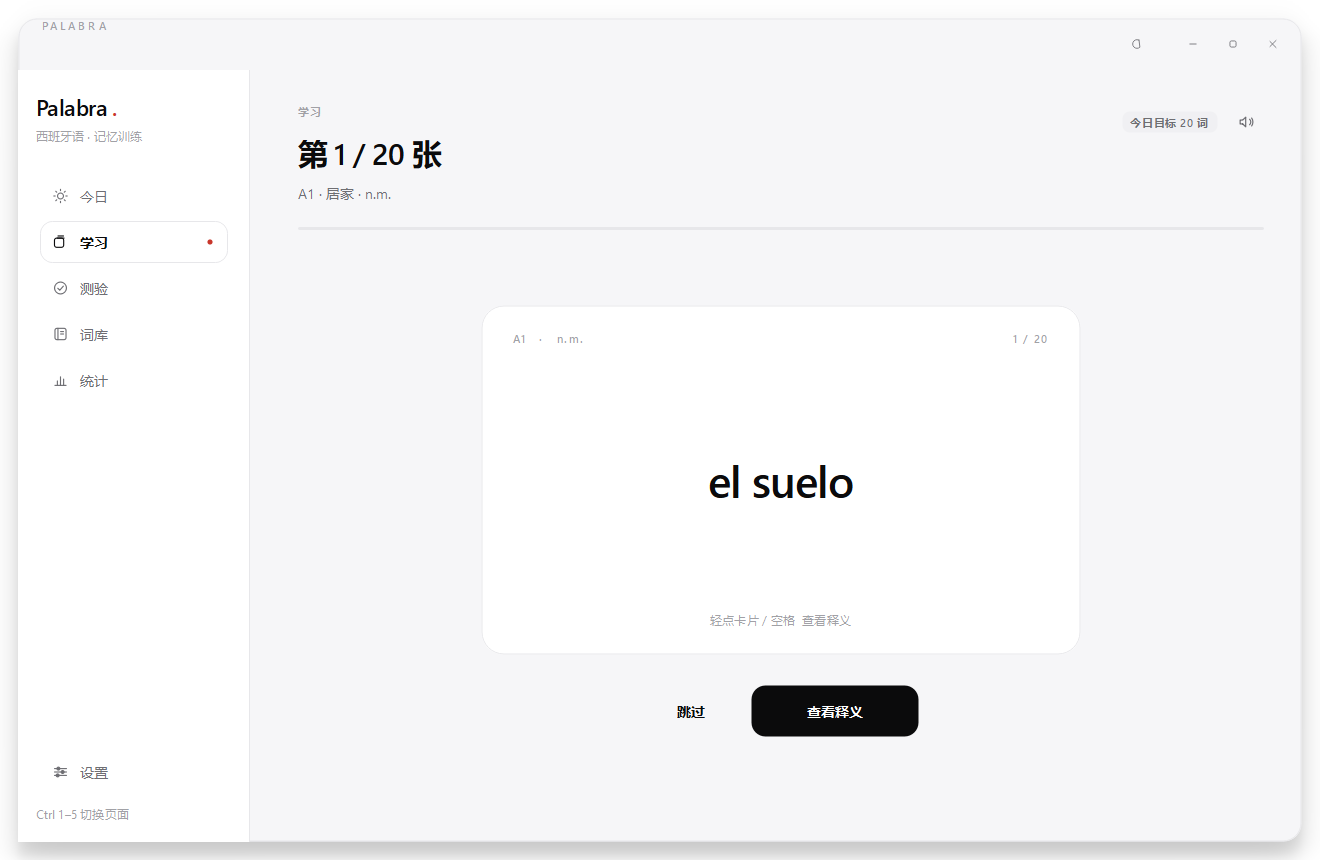 PALABRA
Palabra .
西班牙语 · 记忆训练
今日
学习
测验
词库
统计
设置
Ctrl 1–5 切换页面
学习
第 1 / 20 张
A1 · 居家 · n.m.
今日目标 20 词
A1 · n.m.
1 / 20
el suelo
轻点卡片 / 空格 查看释义
跳过
查看释义